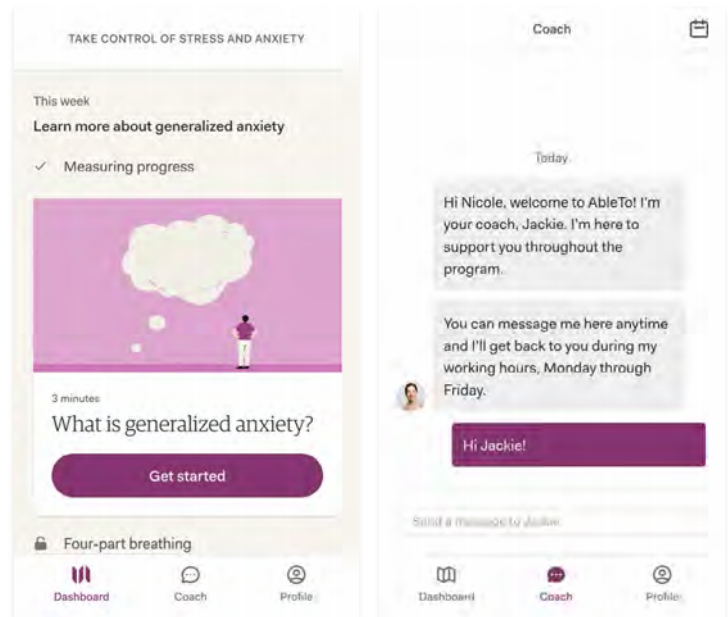 TAKE CONTROL OF STRESS AND ANXIETY
This week
Learn more about generalized anxiety
Measuring progress
3 minutes
What is generalized anxiety?
Get started
Four-part breathing
Dashboard
Coach
Profile
Coach
Today
Hi Nicole, welcome to AbleTo! I'm
your coach, Jackie. I'm here to
support you throughout the
program.
You can message me here anytime
and I'll get back to you during my
working hours, Monday through
Friday.
Hi Jackie!
Send a message to Jackie
Dashboard
Coach
Profile